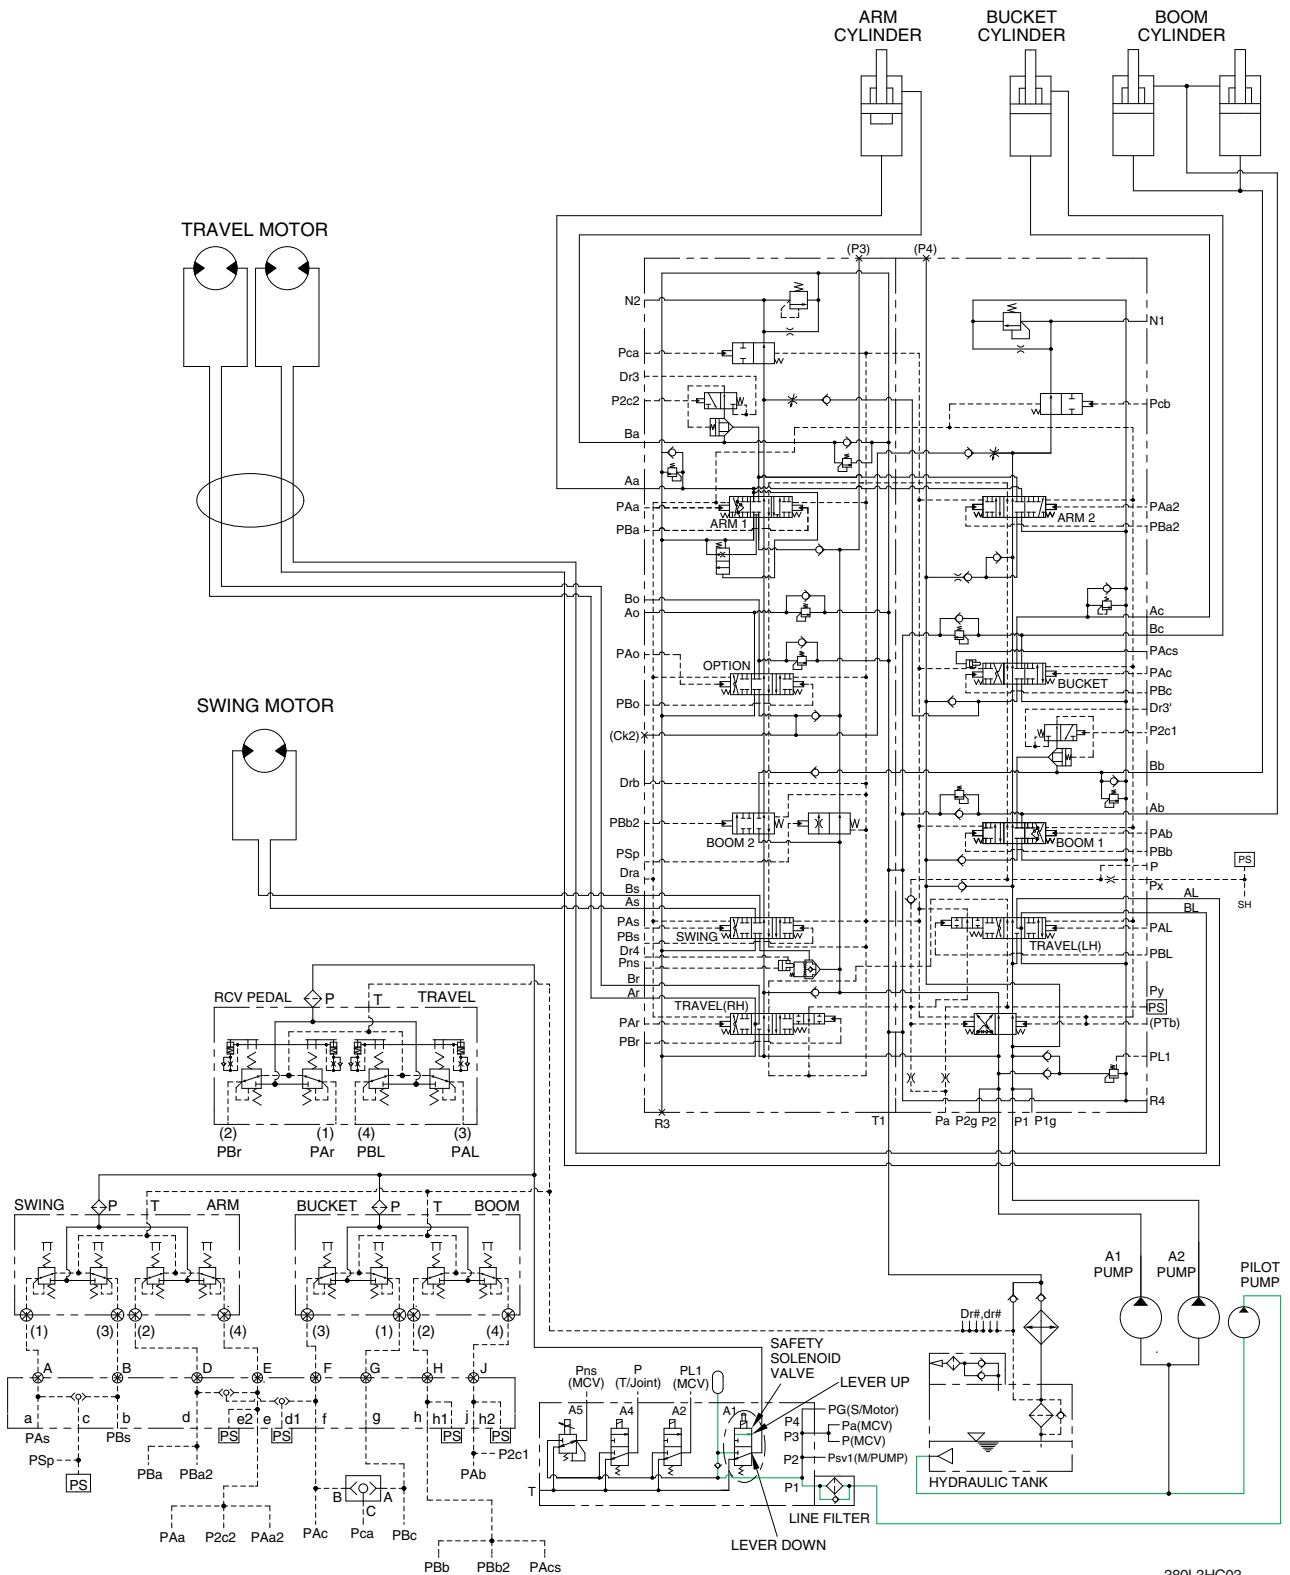 ARM
CYLINDER
BUCKET
CYLINDER
BOOM
CYLINDER
TRAVEL MOTOR
(P3)
(P4)
N2
N1
Pca
Dr3
P2c2
Pcb
Ba
Aa
PAa
ARM 1
PBa
ARM 2
PAa2
PBa2
Bo
Ao
Ac
Bc
PAo
OPTION
PAcs
PAc
BUCKET
PBo
PBc
Dr3'
(Ck2)
P2c1
SWING MOTOR
Bb
Drb
Ab
PBb2
BOOM 2
PAb
BOOM 1
PBb
PSp
P
PS
Dra
Px
Bs
AL
As
BL
SH
PAs
PBs
SWING
PAL
TRAVEL(LH)
Dr4
PBL
Pns
Br
Ar
Py
TRAVEL(RH)
PS
PAr
(PTb)
PBr
PL1
R4
R3
T1
Pa
P2g
P2
P1
P1g
RCV PEDAL
P
T
TRAVEL
(2)
(1)
(4)
(3)
PBr
PAr
PBL
PAL
SWING
P
T
ARM
BUCKET
P
T
BOOM
(1)
(3)
(2)
(4)
(3)
(1)
(2)
(4)
A
B
D
E
F
G
H
J
a
c
b
d
e2
e
d1
f
g
h
h1
j
h2
PS
PS
PS
PS
PAs
PBs
PSp
PS
PBa
PBa2
PAa
P2c2
PAa2
PAc
B
A
C
Pca
PBc
P2c1
PAb
PBb
PBb2
PAcs
A1
PUMP
A2
PUMP
PILOT
PUMP
Dr#,dr#
SAFETY
SOLENOID
VALVE
LEVER UP
Pns
(MCV)
P
(T/Joint)
PL1
(MCV)
A5
A4
A2
A1
PG(S/Motor)
P4
P3
Pa(MCV)
P(MCV)
P2
Psv1(M/PUMP)
P1
T
LINE FILTER
LEVER DOWN
HYDRAULIC TANK